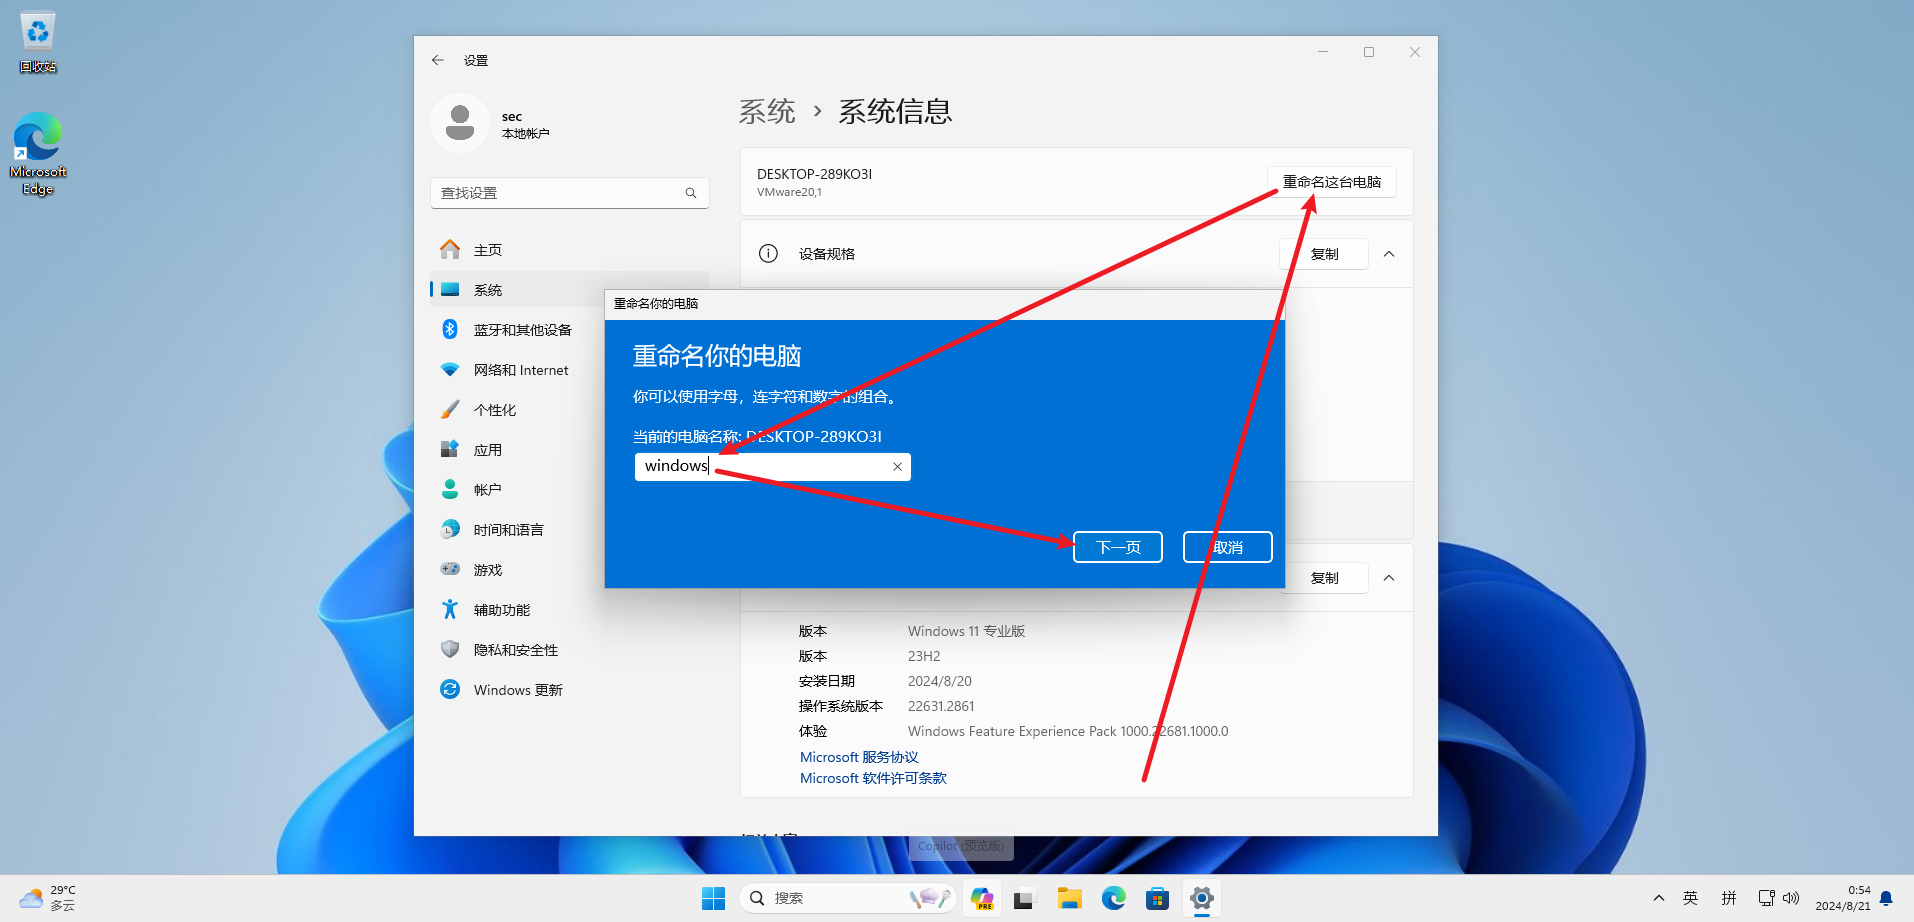 回收站
Microsoft
Edge
设置
sec
本地帐户
查找设置
主页
系统
蓝牙和其他设备
网络和 Internet
个性化
应用
帐户
时间和语言
游戏
辅助功能
隐私和安全性
Windows 更新
系统 › 系统信息
DESKTOP-289KO3I
VMware20,1
重命名这台电脑
设备规格
复制
重命名你的电脑
重命名你的电脑
你可以使用字母，连字符和数字的组合。
当前的电脑名称: DESKTOP-289KO3I
windows
下一页
取消
复制
版本 Windows 11 专业版
版本 23H2
安装日期 2024/8/20
操作系统版本 22631.2861
体验 Windows Feature Experience Pack 1000.22681.1000.0
Microsoft 服务协议
Microsoft 软件许可条款
Copilot (预览版)
29°C
多云
搜索
PRE
英
拼
0:54
2024/8/21